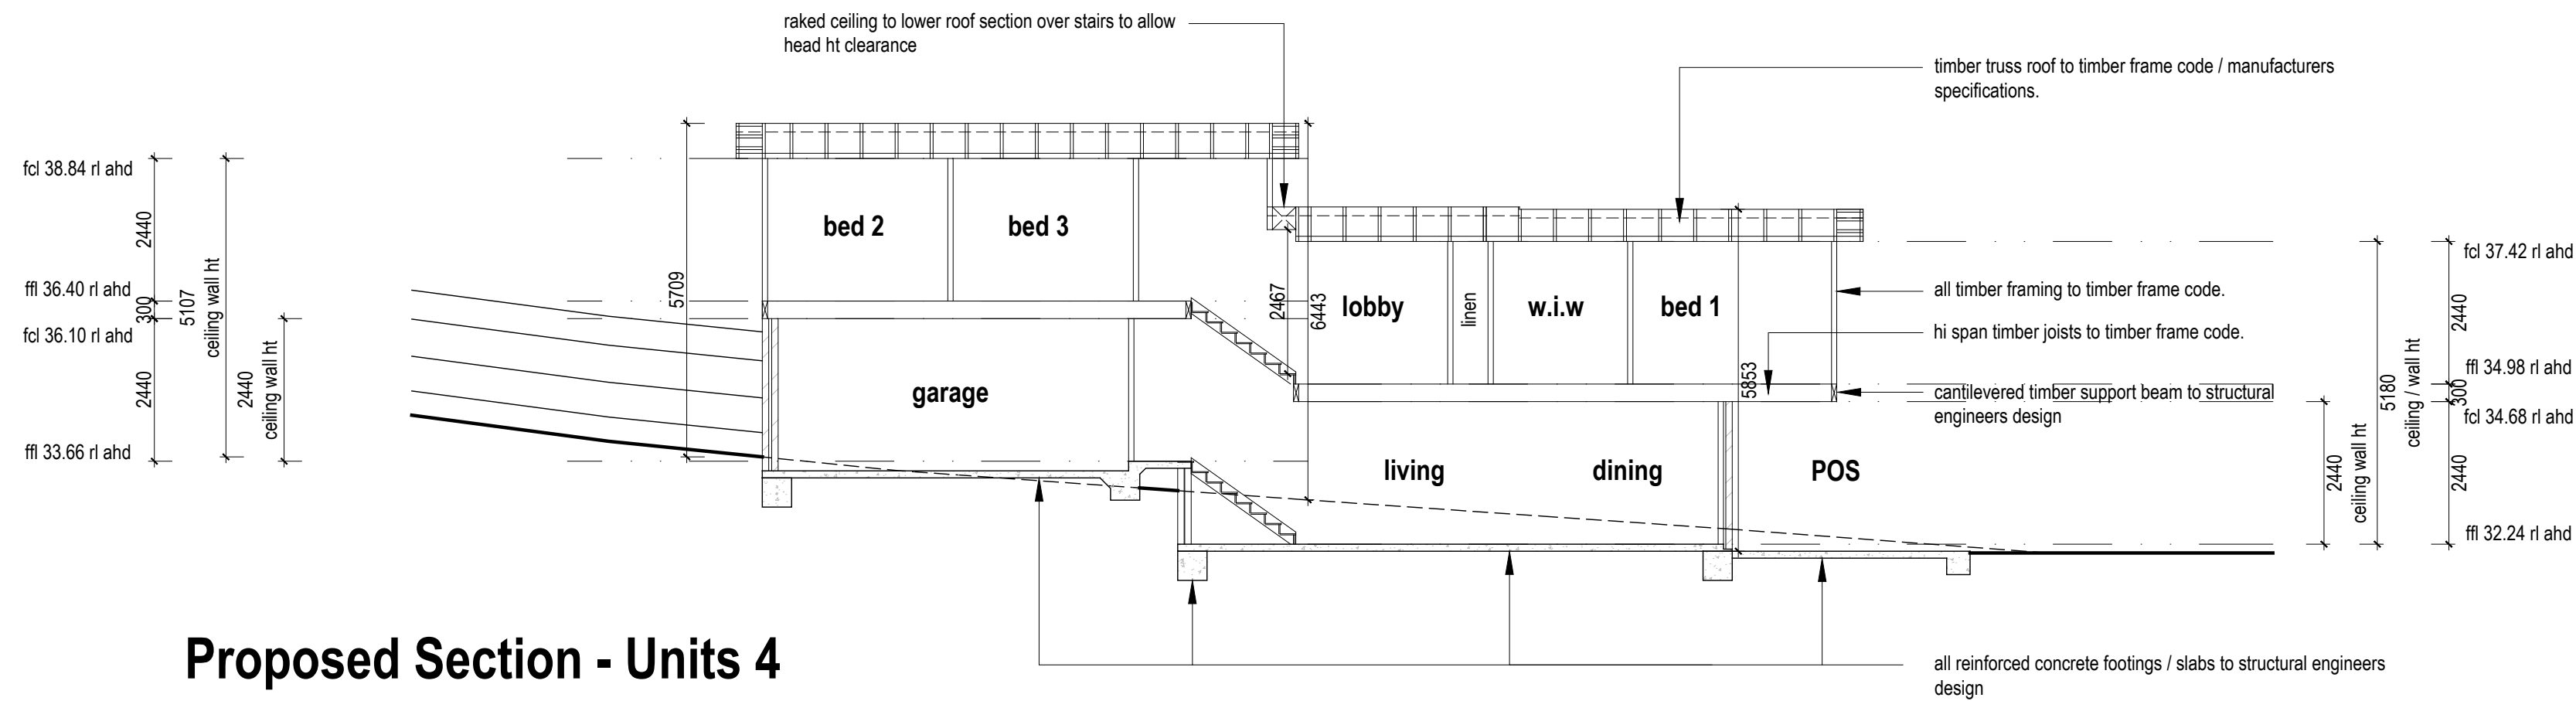 raked ceiling to lower roof section over stairs to allow
head ht clearance
timber truss roof to timber frame code / manufacturers
specifications.
fcl 38.84 rl ahd
2440
ffl 36.40 rl ahd
300
fcl 36.10 rl ahd
2440
ffl 33.66 rl ahd
5107
ceiling wall ht
2440
ceiling wall ht
5709
bed 2
bed 3
garage
2467
6443
lobby
linen
w.i.w
bed 1
5853
living
dining
POS
all timber framing to timber frame code.
hi span timber joists to timber frame code.
cantilevered timber support beam to structural
engineers design
2440
ceiling wall ht
5180
ceiling / wall ht
fcl 37.42 rl ahd
2440
ffl 34.98 rl ahd
300
fcl 34.68 rl ahd
2440
ffl 32.24 rl ahd
Proposed Section - Units 4
all reinforced concrete footings / slabs to structural engineers
design